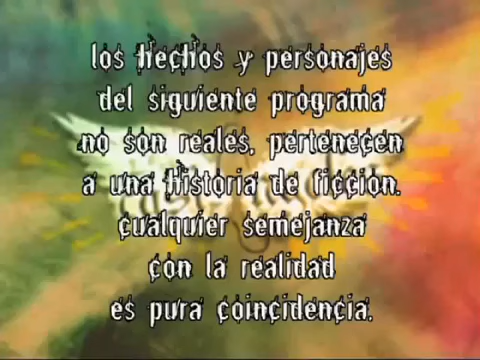 los hechos y personajes
del siguiente programa
no son reales, pertenecen
a una historia de ficcion.
cualquier semejanza
con la realidad
es pura coincidencia.